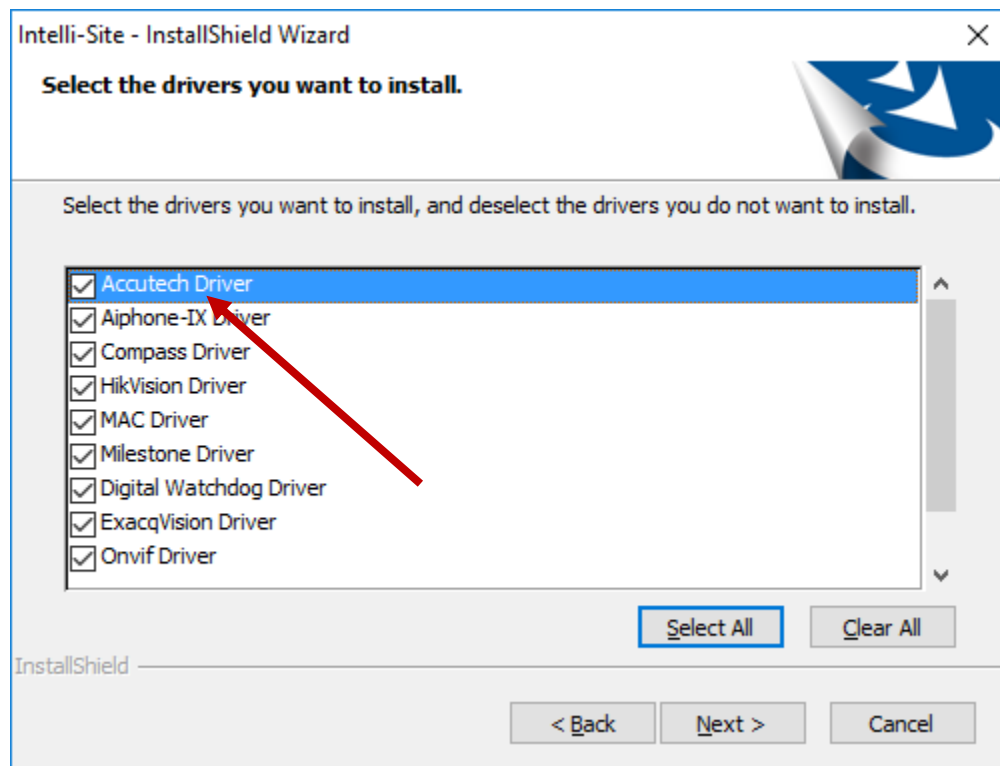 Intelli-Site - InstallShield Wizard
Select the drivers you want to install.
Select the drivers you want to install, and deselect the drivers you do not want to install.
Accutech Driver
Aiphone-IX Driver
Compass Driver
HikVision Driver
MAC Driver
Milestone Driver
Digital Watchdog Driver
ExacqVision Driver
Onvif Driver
Select All Clear All
InstallShield
< Back Next > Cancel